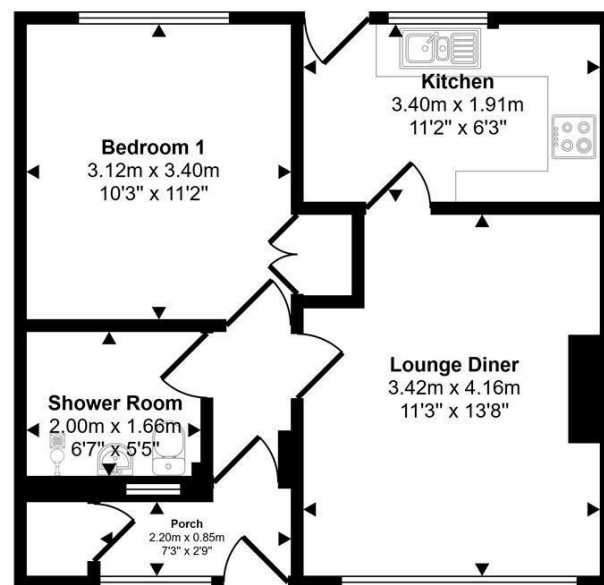 Bedroom 1
3.12m x 3.40m
10'3" x 11'2"
Kitchen
3.40m x 1.91m
11'2" x 6'3"
Lounge Diner
3.42m x 4.16m
11'3" x 13'8"
Shower Room
2.00m x 1.66m
6'7" x 5'5"
Porch
2.20m x 0.85m
7'3" x 2'9"